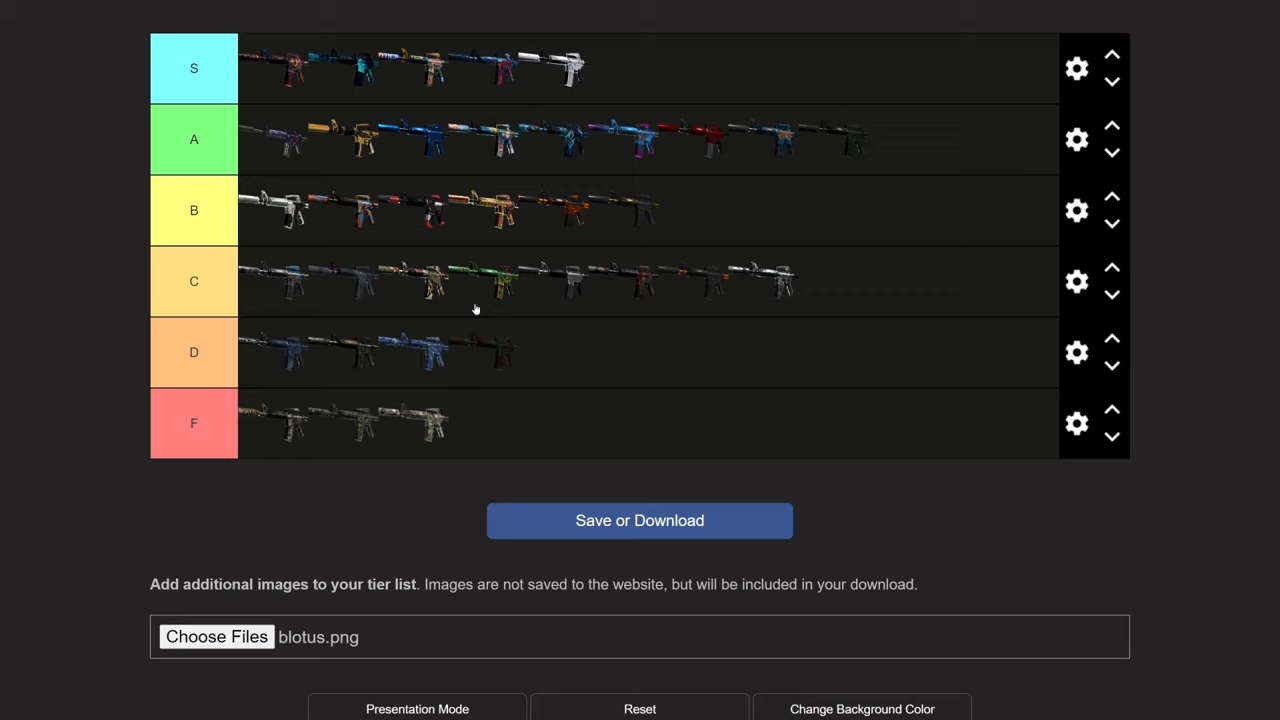 S
A
B
C
D
F
Save or Download
Add additional images to your tier list. Images are not saved to the website, but will be included in your download.
Choose Files blotus.png
Presentation Mode
Reset
Change Background Color